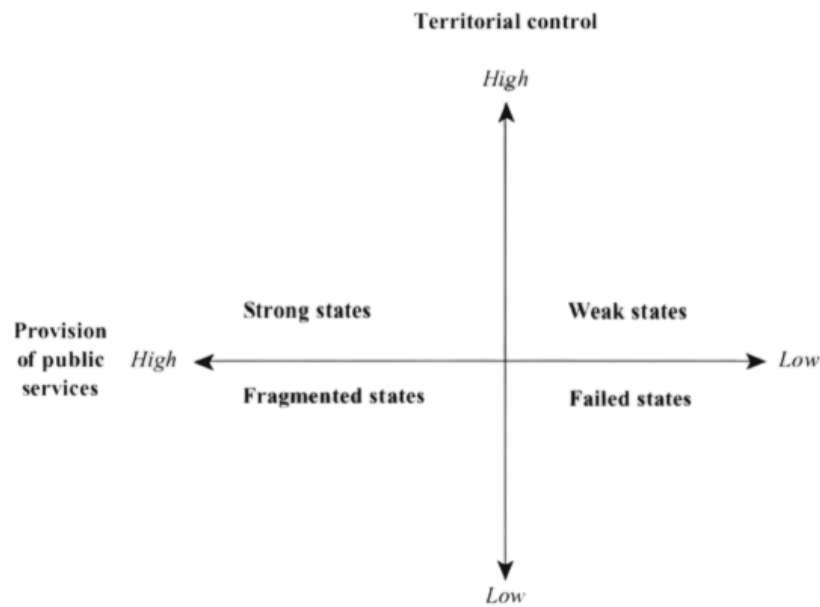 Territorial control
High
Strong states
Weak states
Provision
of public
services
High
Low
Fragmented states
Failed states
Low